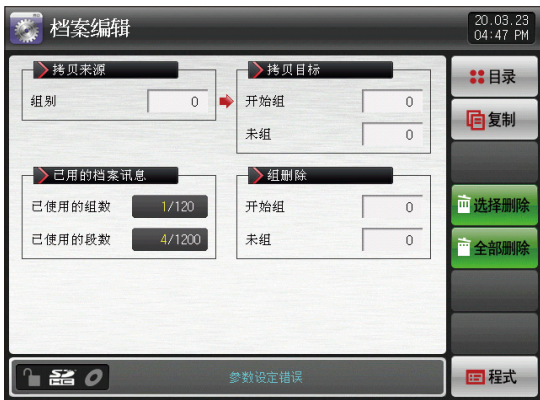 档案编辑
20.03.23
04:47 PM
拷贝来源
组别 0
拷贝目标
开始组 0
未组 0
已用的档案讯息
已使用的组数 1/120
已使用的段数 4/1200
组删除
开始组 0
未组 0
目录
复制
选择删除
全部删除
程式
SD HC
参数设定错误